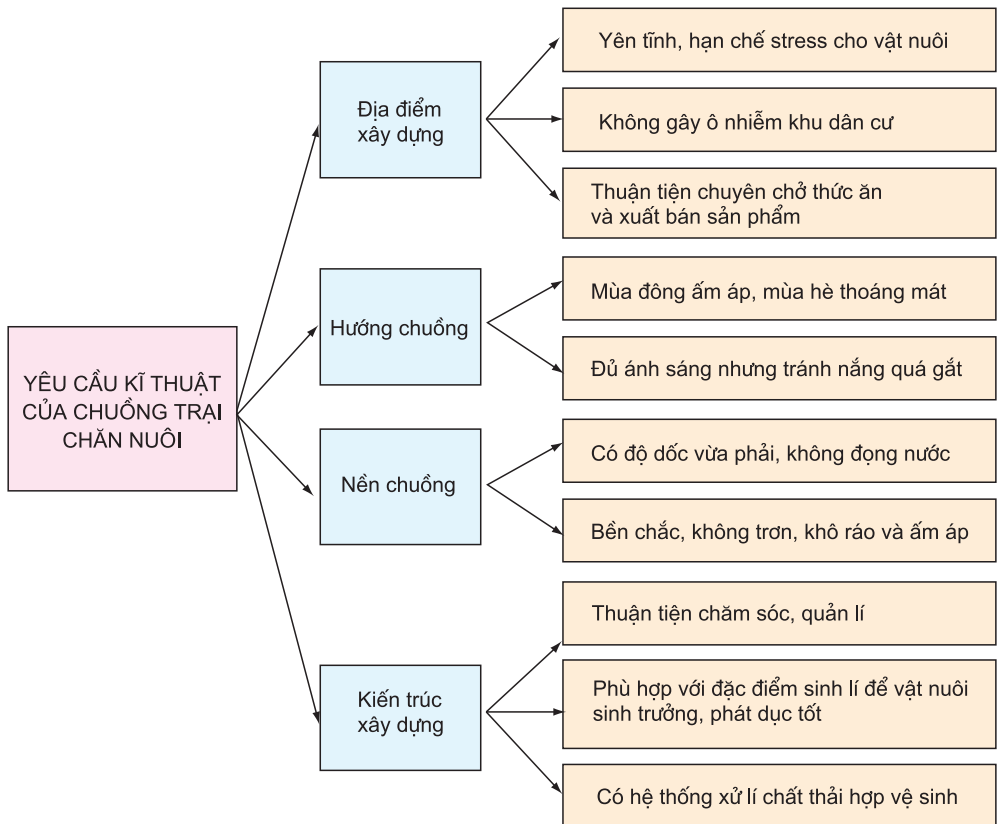 YÊU CẦU KĨ THUẬT
CỦA CHUỒNG TRẠI
CHĂN NUÔI
Địa điểm
xây dựng
Yên tĩnh, hạn chế stress cho vật nuôi
Không gây ô nhiễm khu dân cư
Thuận tiện chuyên chở thức ăn
và xuất bán sản phẩm
Hướng chuồng
Mùa đông ấm áp, mùa hè thoáng mát
Đủ ánh sáng nhưng tránh nắng quá gắt
Nền chuồng
Có độ dốc vừa phải, không đọng nước
Bền chắc, không trơn, khô ráo và ấm áp
Kiến trúc
xây dựng
Thuận tiện chăm sóc, quản lí
Phù hợp với đặc điểm sinh lí để vật nuôi
sinh trưởng, phát dục tốt
Có hệ thống xử lí chất thải hợp vệ sinh